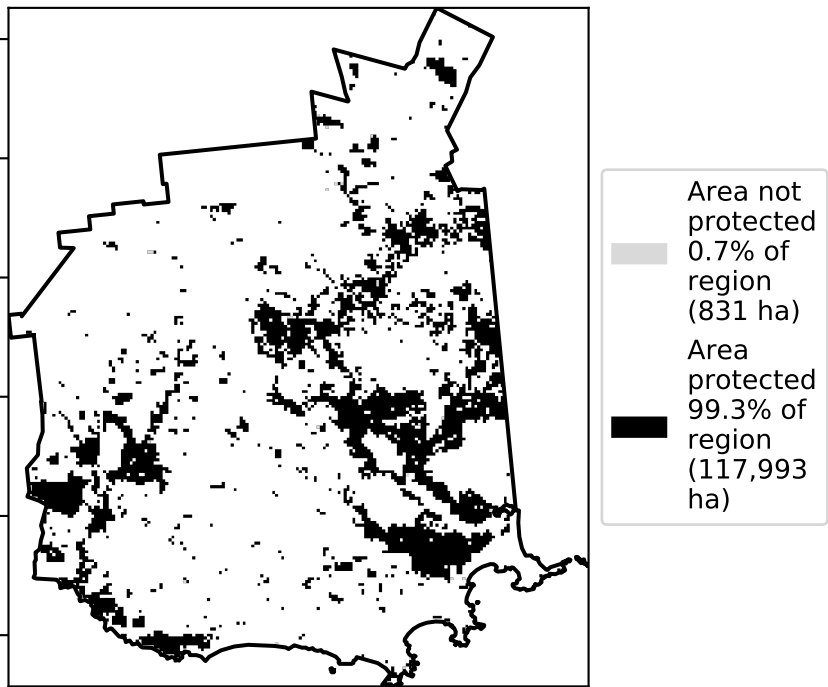 Area not
protected
0.7% of
region
(831 ha)
Area
protected
99.3% of
region
(117,993
ha)